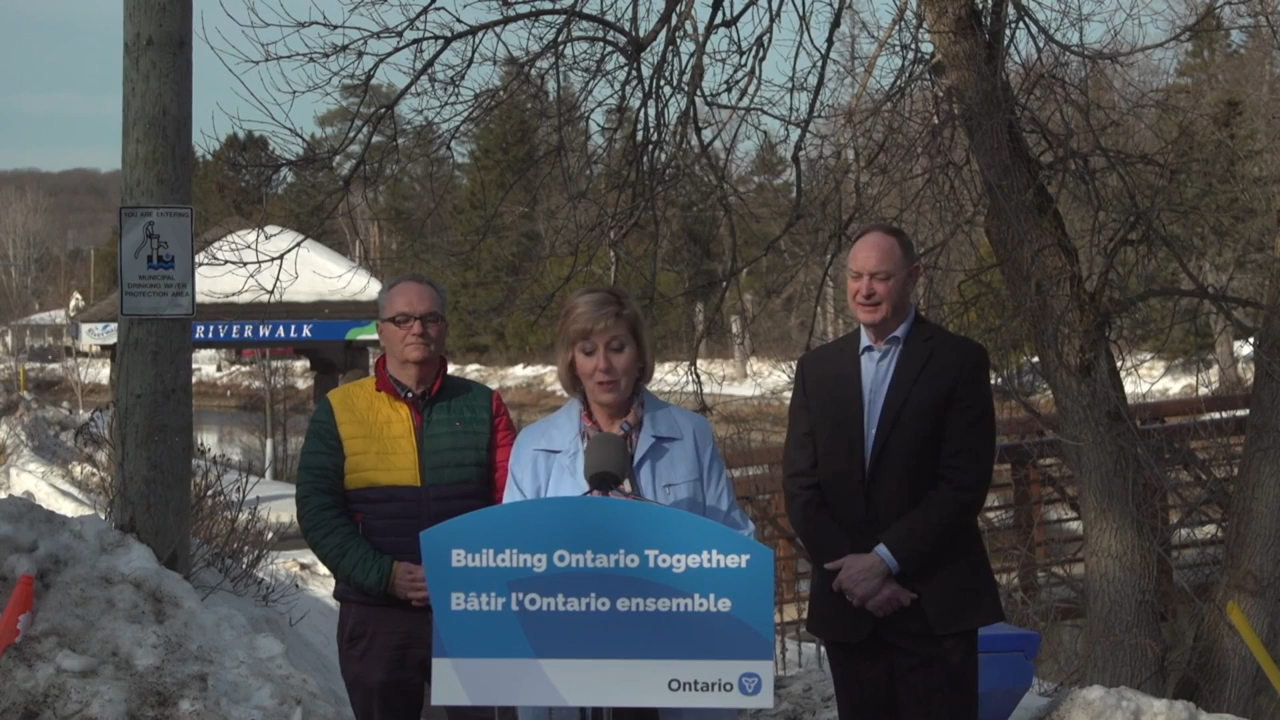 YOU ARE ENTERING
MUNICIPAL
DRINKING WATER
PROTECTION AREA
RIVERWALK
Building Ontario Together
Bâtir l'Ontario ensemble
Ontario